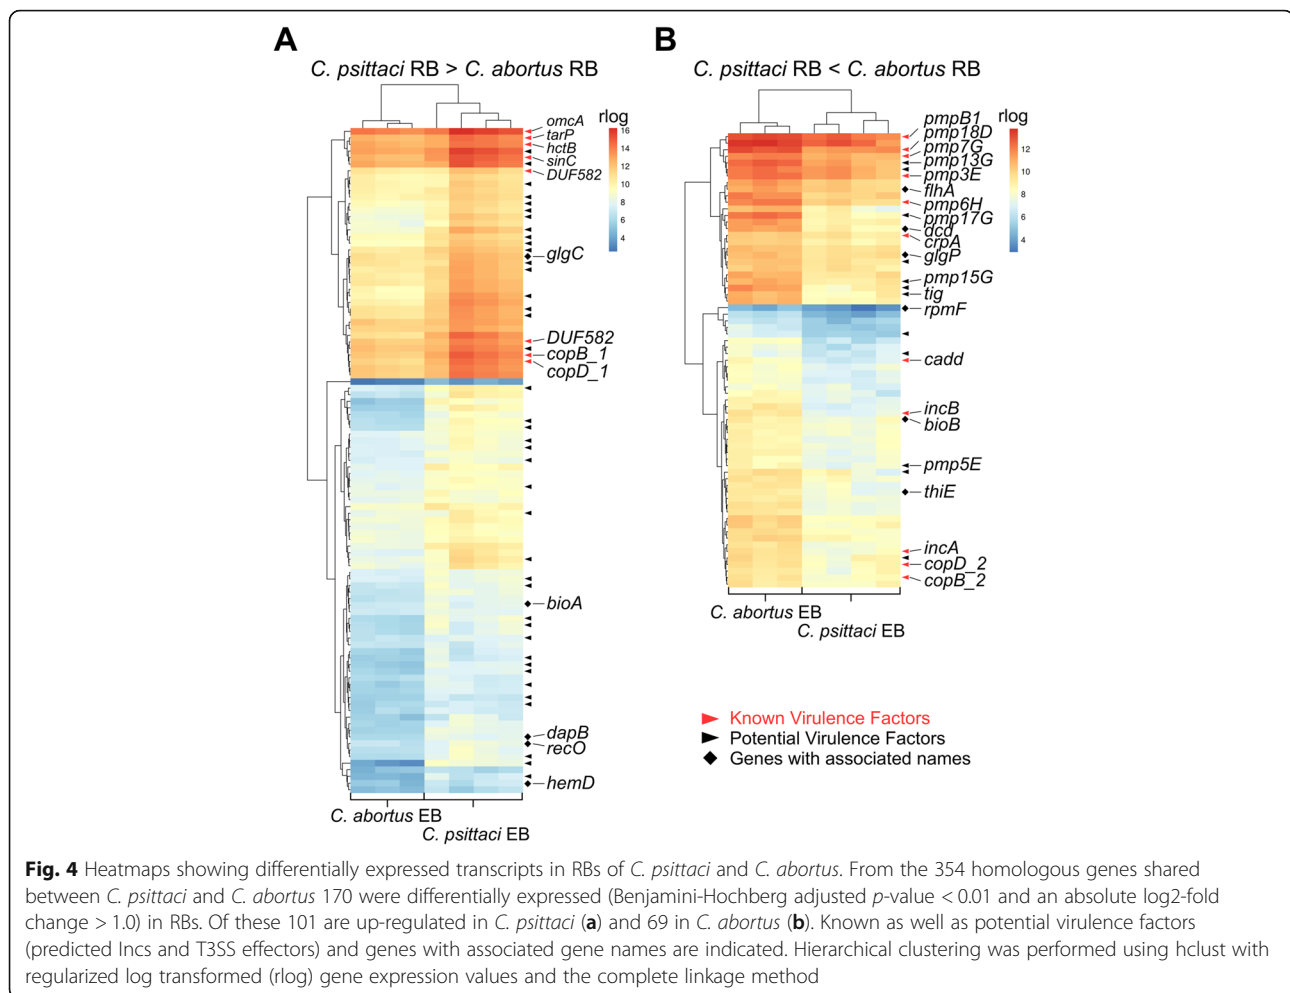 A
C. psittaci RB > C. abortus RB
rlog
16
14
12
10
8
6
4
omcA
tarP
hctB
sinC
DUF582
glgC
DUF582
copB_1
copD_1
bioA
dapB
recO
hemD
C. abortus EB
C. psittaci EB
B
C. psittaci RB < C. abortus RB
rlog
14
12
10
8
6
4
pmpB1
pmp18D
pmp7G
pmp13G
pmp3E
flhA
pmp6H
pmp17G
dcd
crpA
glgP
pmp15G
tig
rpmF
cadd
incB
bioB
pmp5E
thiE
incA
copD_2
copB_2
C. abortus EB
C. psittaci EB
Known Virulence Factors
Potential Virulence Factors
Genes with associated names
Fig. 4 Heatmaps showing differentially expressed transcripts in RBs of C. psittaci and C. abortus. From the 354 homologous genes shared
between C. psittaci and C. abortus 170 were differentially expressed (Benjamini-Hochberg adjusted p-value < 0.01 and an absolute log2-fold
change > 1.0) in RBs. Of these 101 are up-regulated in C. psittaci (a) and 69 in C. abortus (b). Known as well as potential virulence factors
(predicted Incs and T3SS effectors) and genes with associated gene names are indicated. Hierarchical clustering was performed using hclust with
regularized log transformed (rlog) gene expression values and the complete linkage method